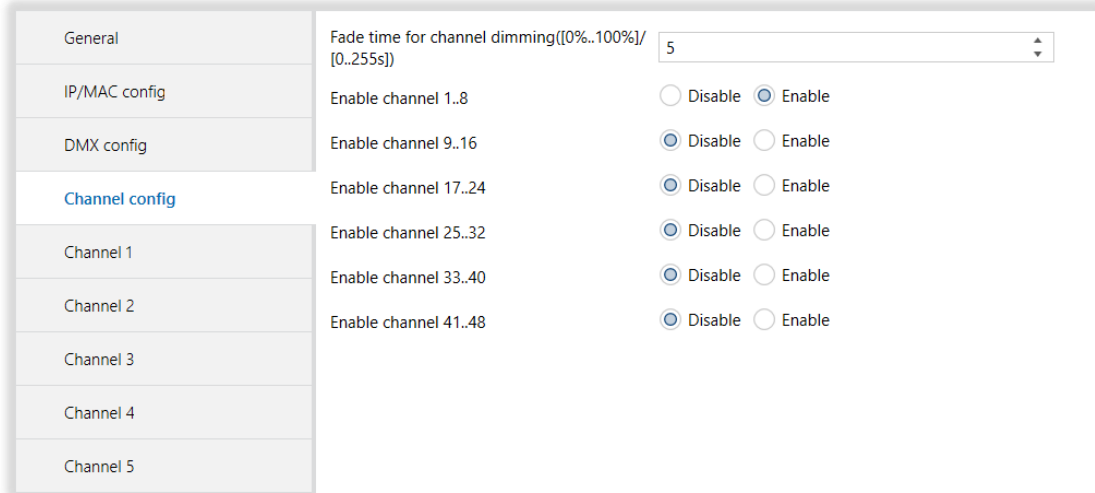 General
IP/MAC config
DMX config
Channel config
Channel 1
Channel 2
Channel 3
Channel 4
Channel 5
Fade time for channel dimming([0%..100%]/
[0..255s])
5
Enable channel 1..8
Disable Enable
Enable channel 9..16
Disable Enable
Enable channel 17..24
Disable Enable
Enable channel 25..32
Disable Enable
Enable channel 33..40
Disable Enable
Enable channel 41..48
Disable Enable